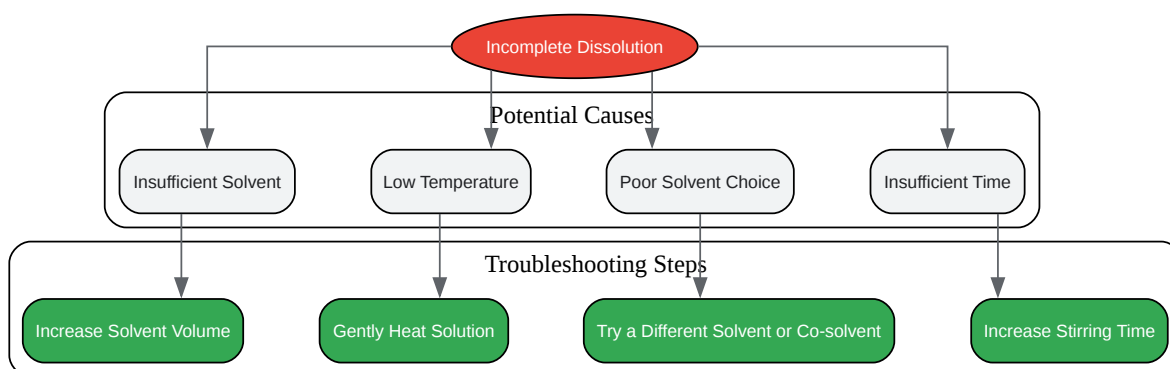 Incomplete Dissolution
Potential Causes
Insufficient Solvent
Low Temperature
Poor Solvent Choice
Insufficient Time
Troubleshooting Steps
Increase Solvent Volume
Gently Heat Solution
Try a Different Solvent or Co-solvent
Increase Stirring Time